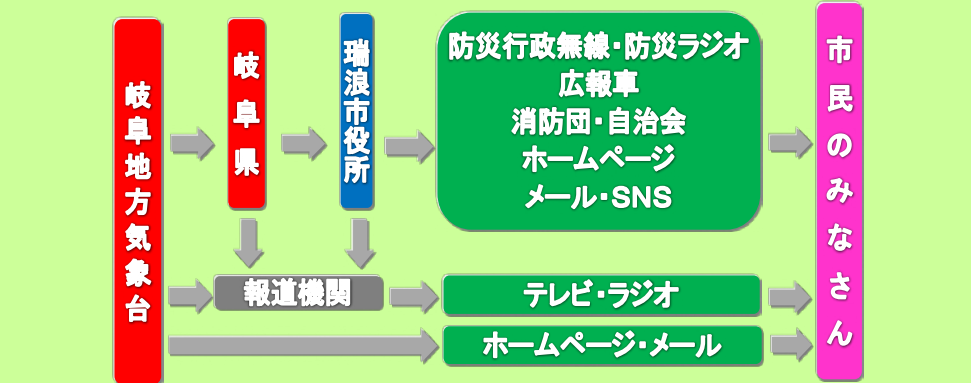 岐阜地方気象台
岐阜県
瑞浪市役所
防災行政無線・防災ラジオ
広報車
消防団・自治会
ホームページ
メール・SNS
市民のみなさん
報道機関
テレビ・ラジオ
ホームページ・メール